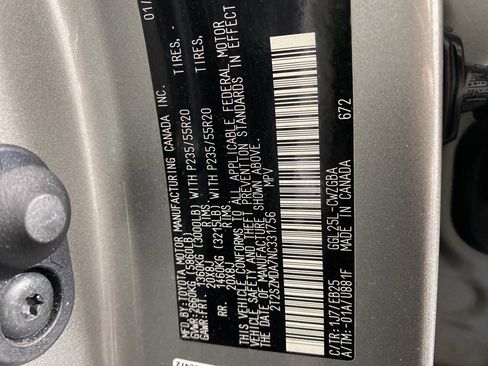 MFD.BY:TOYOTA MOTOR MANUFACTURING CANADA INC. 01/
GVWR:2660KG(5860LB)
GAWR:FRT. 1360KG(3000LB) WITH P235/55R20 TIRES,
20X8J RIMS,
RR. 1460KG(3215LB) WITH P235/55R20 TIRES,
20X8J RIMS,
THIS VEHICLE CONFORMS TO ALL APPLICABLE FEDERAL MOTOR
VEHICLE SAFETY AND THEFT PREVENTION STANDARDS IN EFFECT
ON THE DATE OF MANUFACTURE SHOWN ABOVE.
2T2SZMDA7NC331756 MPV
C/TR:1J7/EB25 GGL25L-CWZGBA
A/TM:-01A/U881F MADE IN CANADA 672